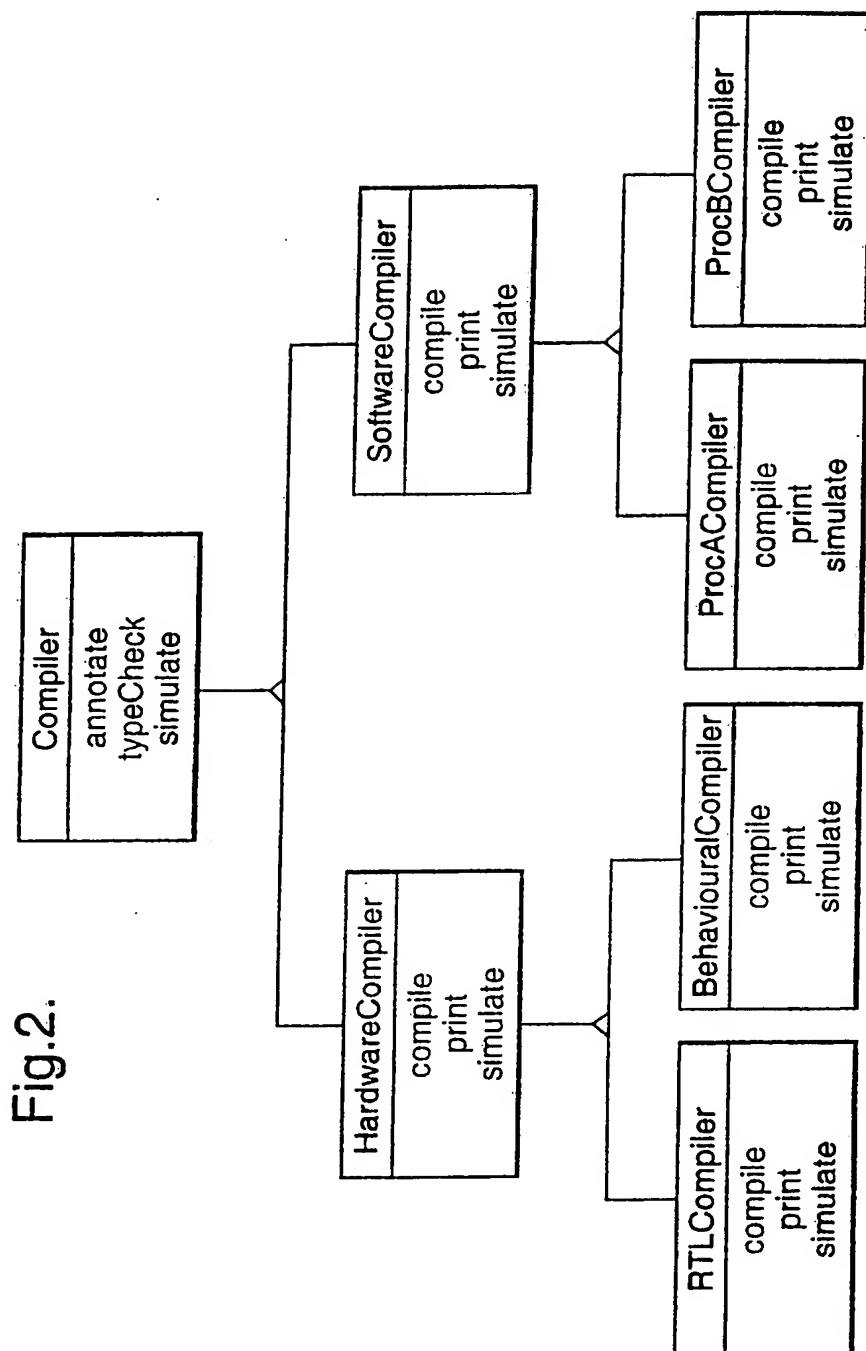 Fig.2.
Compiler
annotate
typeCheck
simulate
HardwareCompiler
compile
print
simulate
SoftwareCompiler
compile
print
simulate
RTLCompiler
compile
print
simulate
BehaviouralCompiler
compile
print
simulate
ProcACompiler
compile
print
simulate
ProcBCompiler
compile
print
simulate